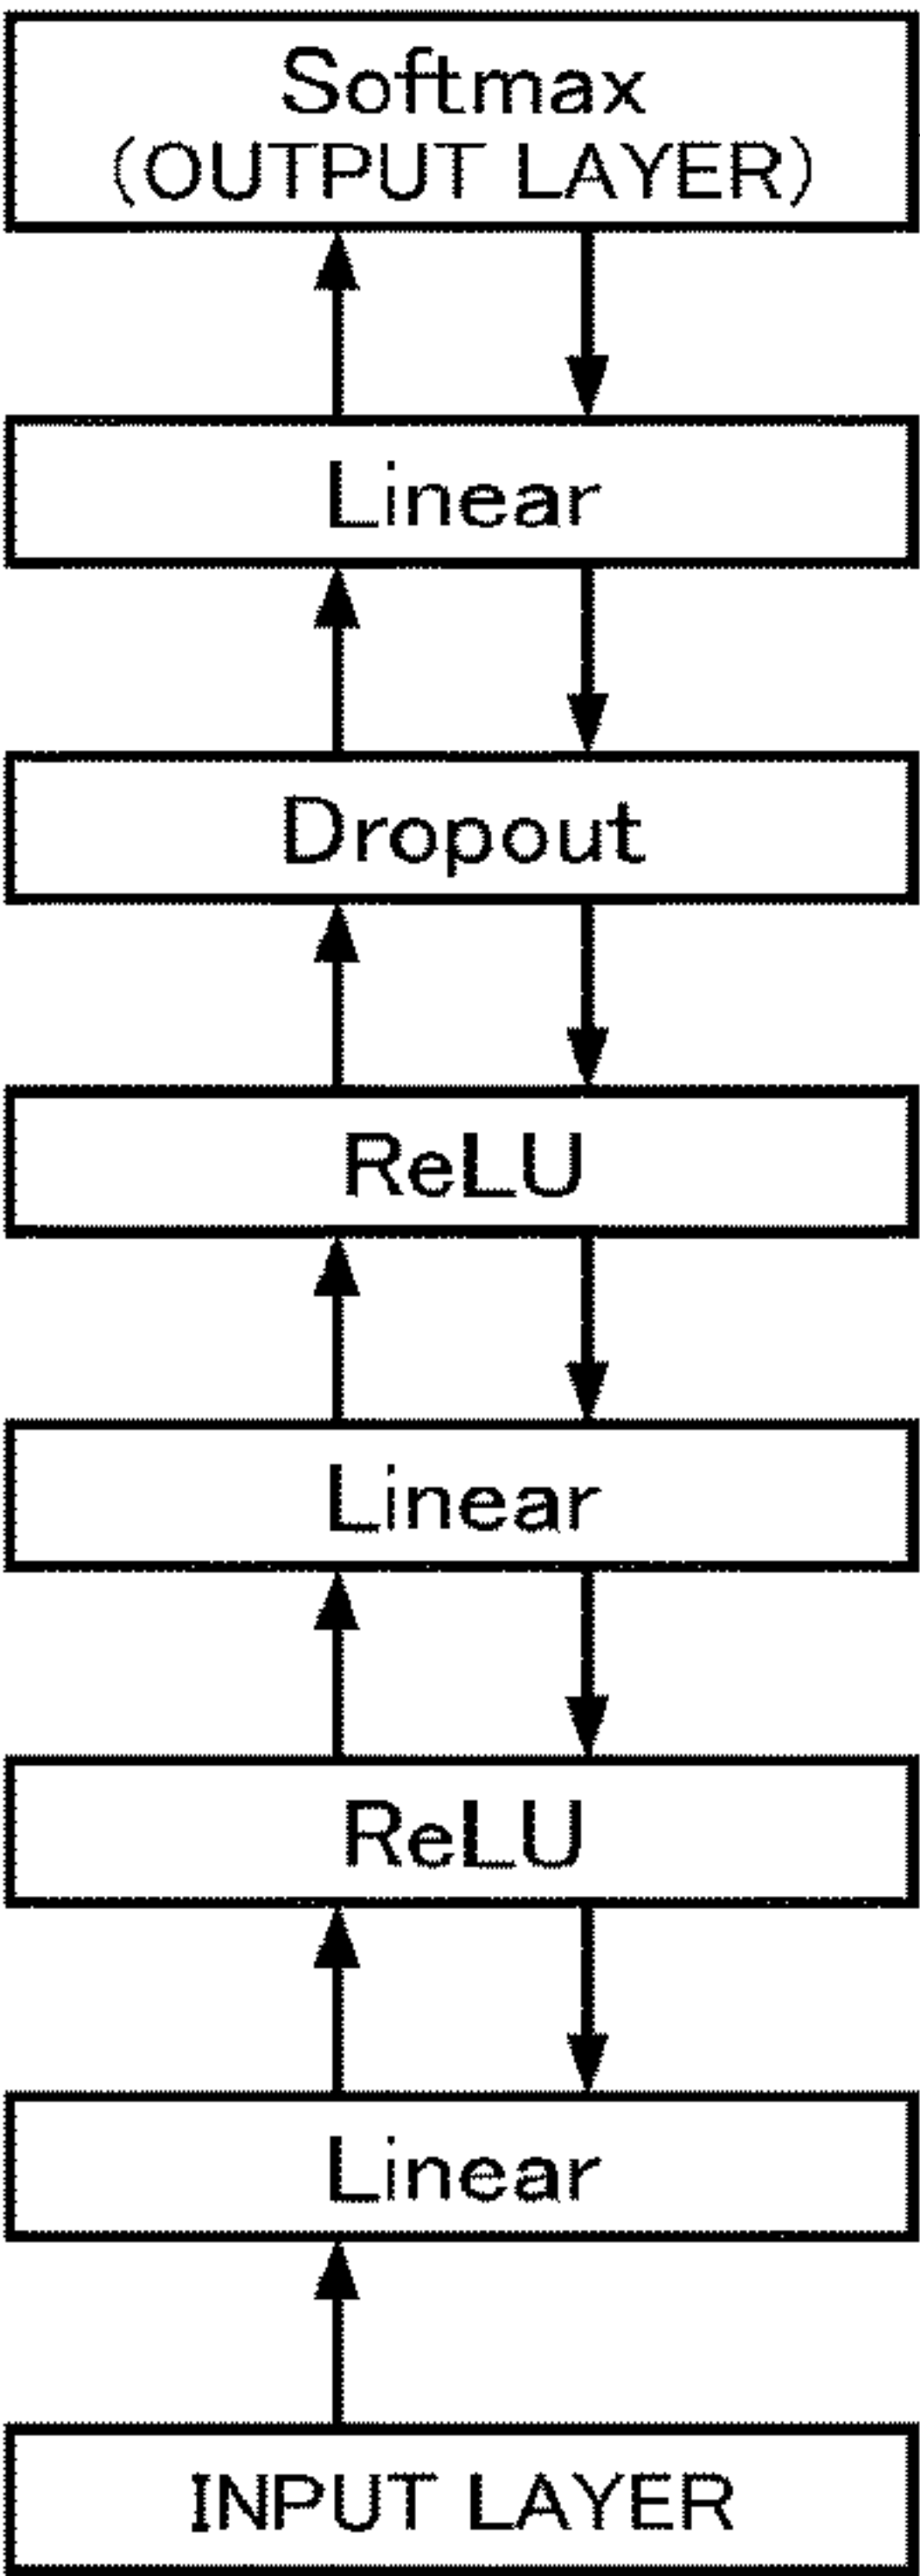 Softmax
(OUTPUT LAYER)
Linear
Dropout
ReLU
Linear
ReLU
Linear
INPUT LAYER